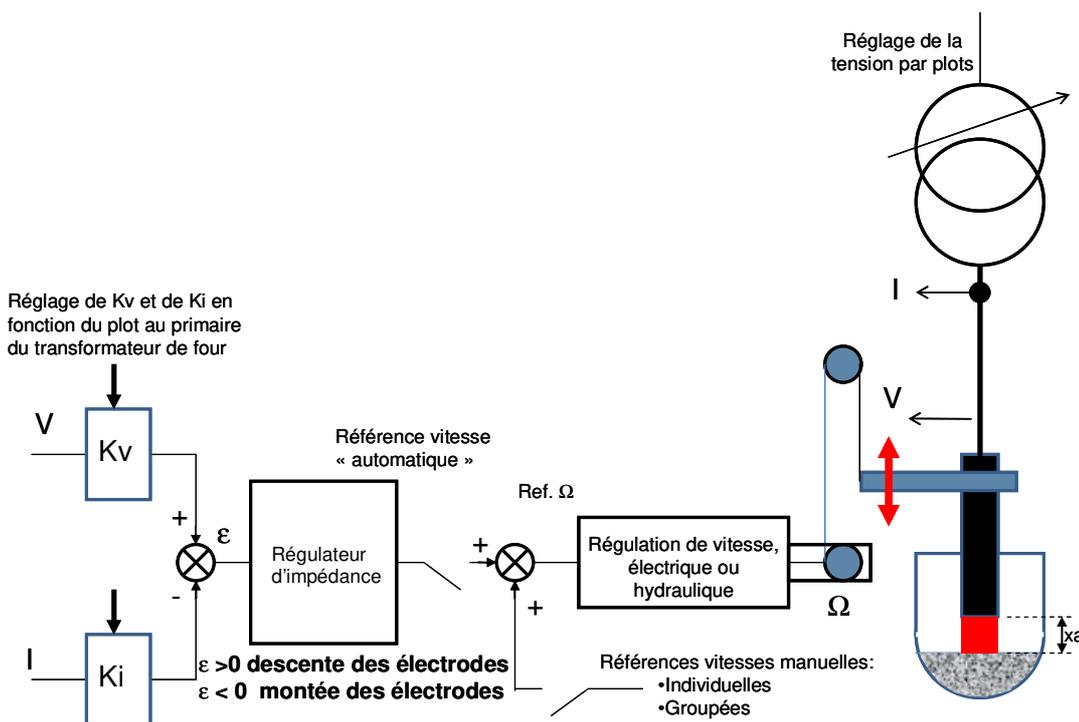 Réglage de la
tension par plots
I
Réglage de Kv et de Ki en
fonction du plot au primaire
du transformateur de four
V
V
Kv
Référence vitesse
« automatique »
Ref. Ω
+
ε
+
Régulateur
d'impédance
Régulation de vitesse,
électrique ou
hydraulique
-
+
Ω
xa
I
Ki
ε >0 descente des électrodes
ε < 0 montée des électrodes
Références vitesses manuelles:
•Individuelles
•Groupées